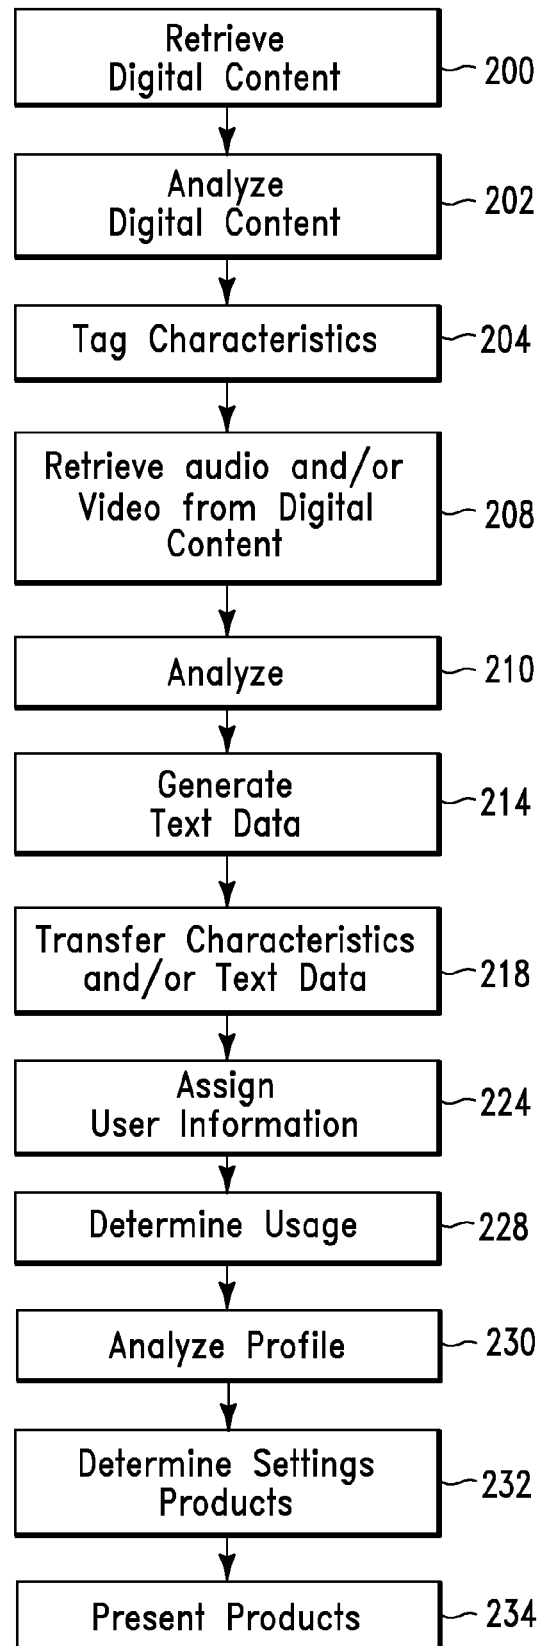 Retrieve
Digital Content
200
Analyze
Digital Content
202
Tag Characteristics
204
Retrieve audio and/or
Video from Digital
Content
208
Analyze
210
Generate
Text Data
214
Transfer Characteristics
and/or Text Data
218
Assign
User Information
224
Determine Usage
228
Analyze Profile
230
Determine Settings
Products
232
Present Products
234